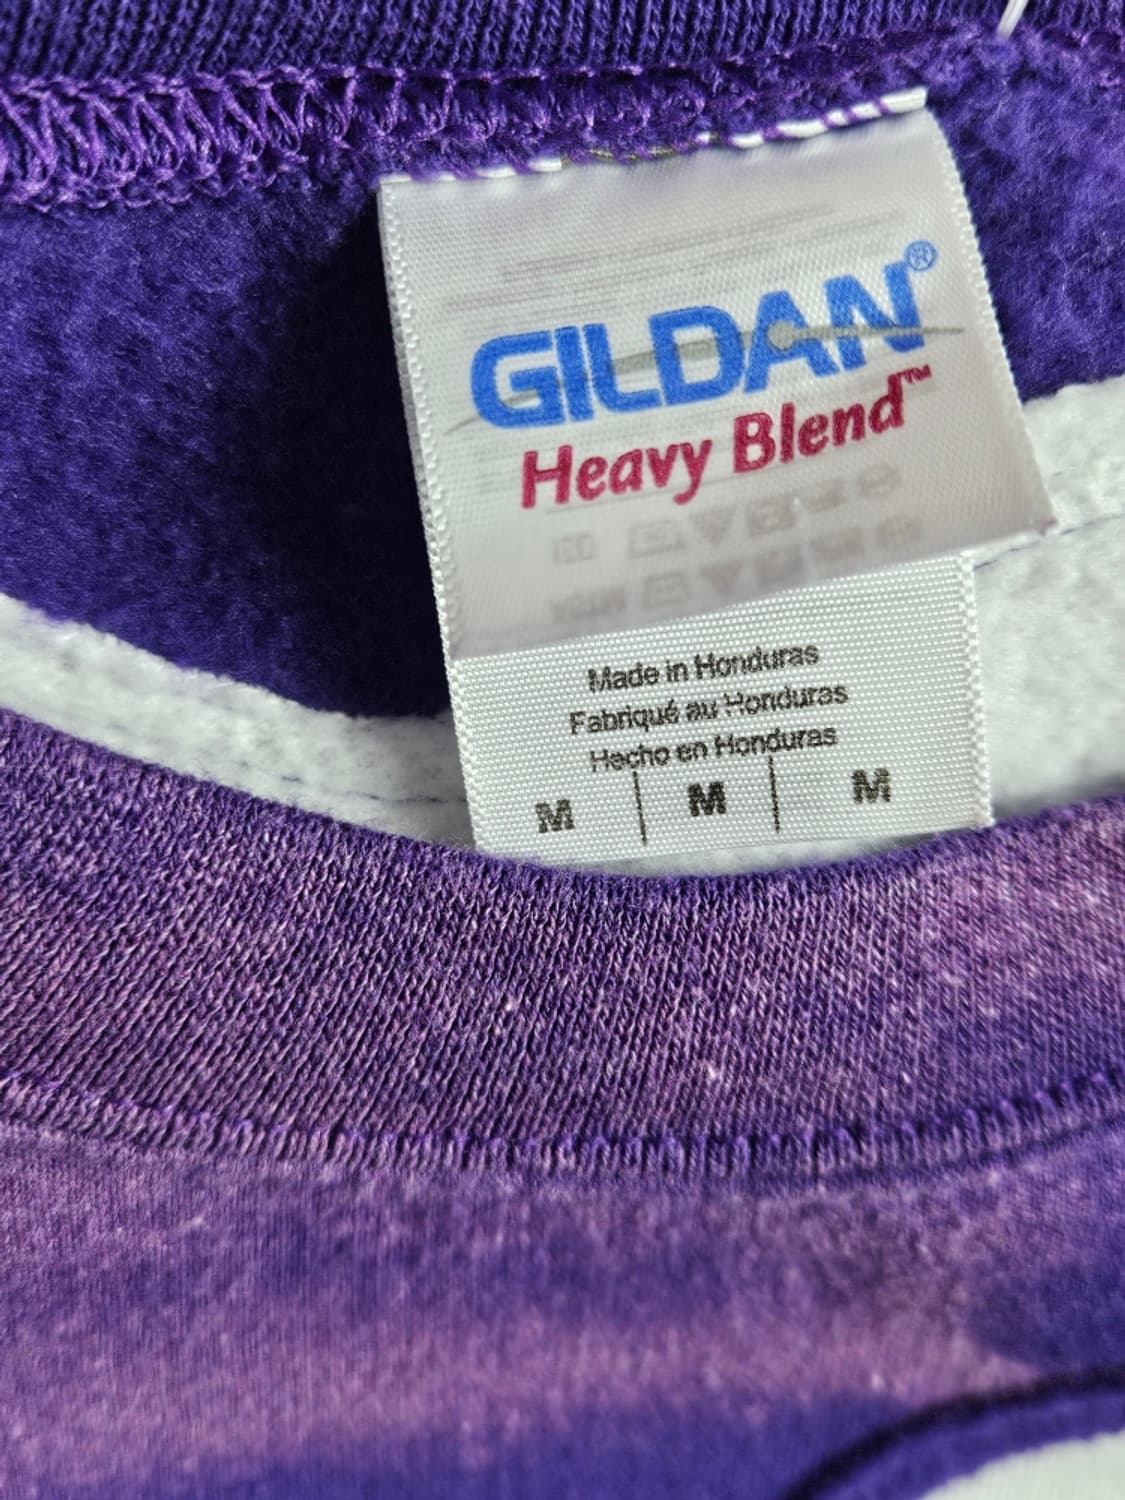 GILDAN®
Heavy Blend™
Made in Honduras
Fabriqué au Honduras
Hecho en Honduras
M | M | M